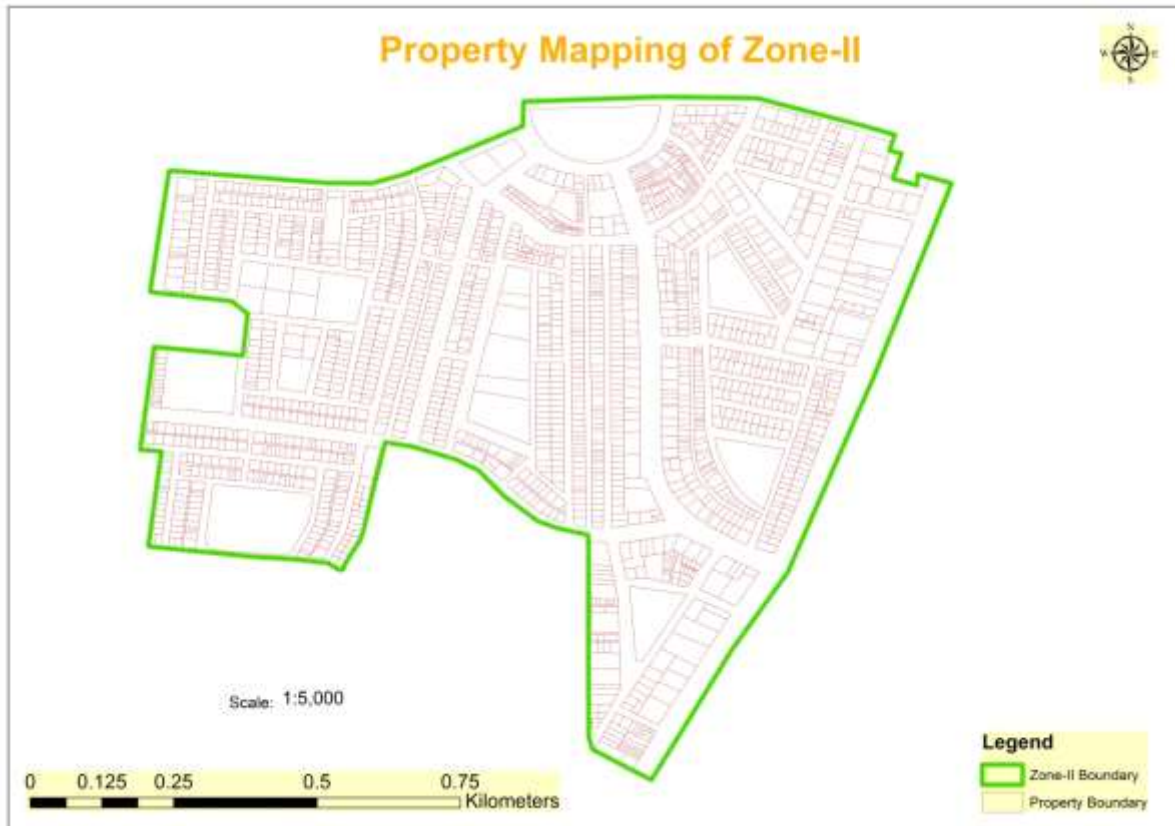 Property Mapping of Zone-II
N
W E
S
Scale: 1:5,000
Legend
Zone-II Boundary
Property Boundary
0 0.125 0.25 0.5 0.75
Kilometers